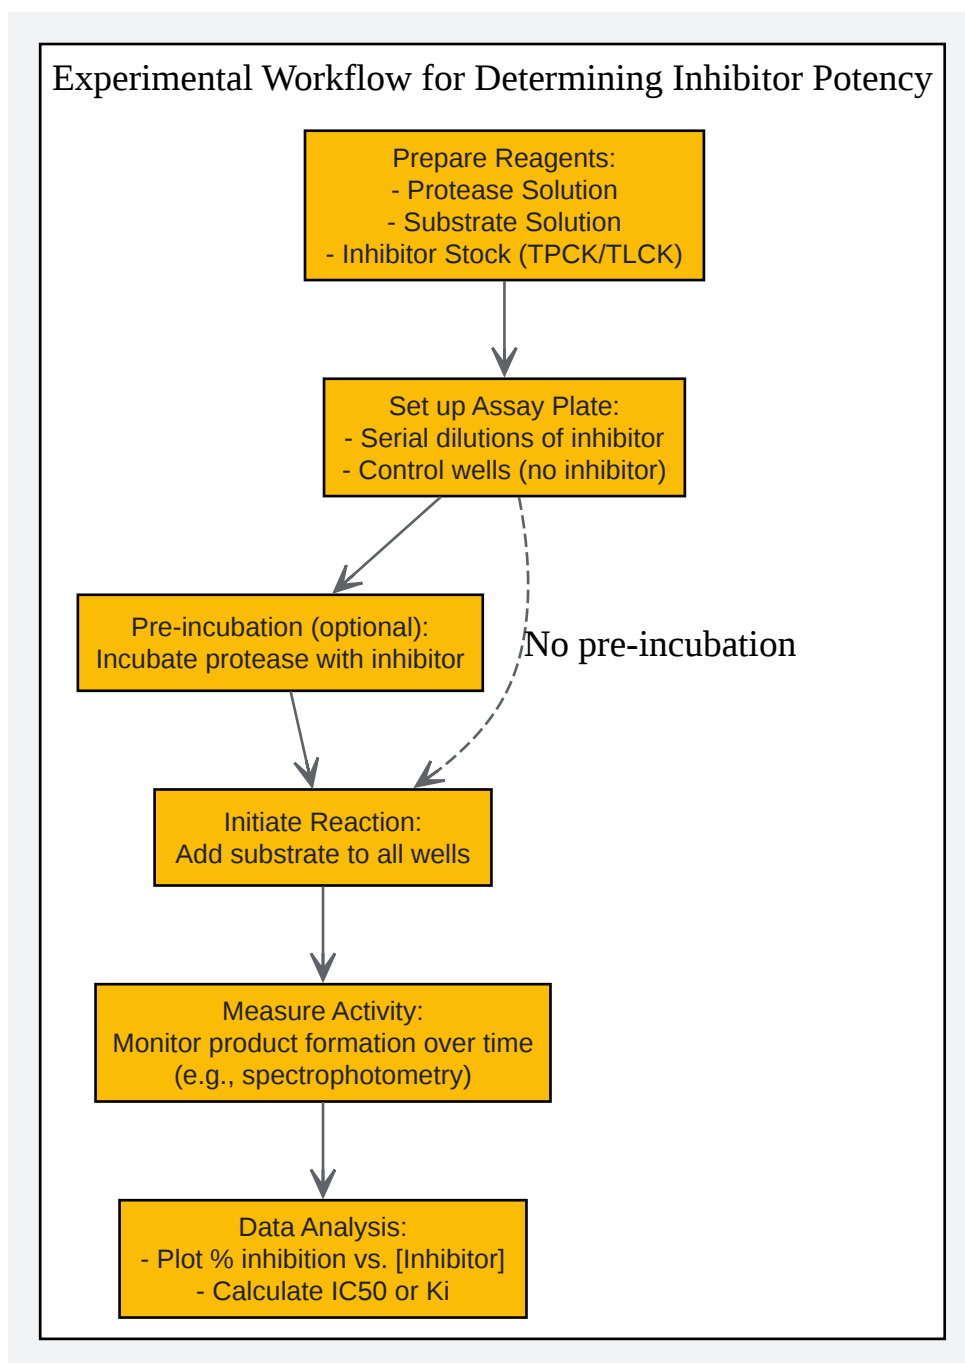 Experimental Workflow for Determining Inhibitor Potency
Prepare Reagents:
- Protease Solution
- Substrate Solution
- Inhibitor Stock (TPCK/TLCK)
Set up Assay Plate:
- Serial dilutions of inhibitor
- Control wells (no inhibitor)
Pre-incubation (optional):
Incubate protease with inhibitor
No pre-incubation
Initiate Reaction:
Add substrate to all wells
Measure Activity:
Monitor product formation over time
(e.g., spectrophotometry)
Data Analysis:
- Plot % inhibition vs. [Inhibitor]
- Calculate IC50 or Ki